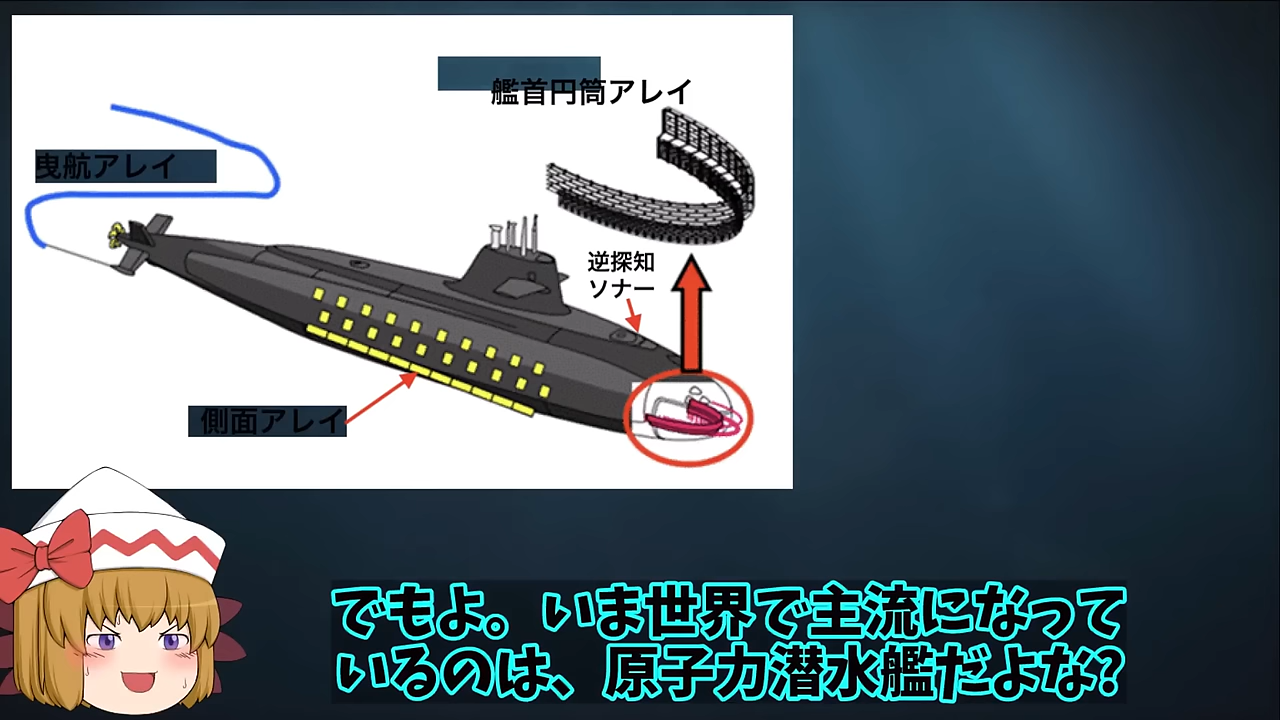 艦首円筒アレイ
曳航アレイ
逆探知
ソナー
側面アレイ
でもよ。いま世界で主流になって
いるのは、原子力潜水艦だよな?